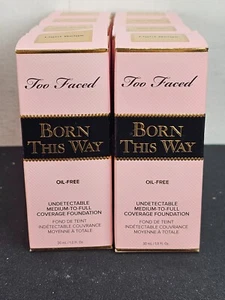 Too Faced
BORN
THIS WAY
OIL-FREE
UNDETECTABLE
MEDIUM-TO-FULL
COVERAGE FOUNDATION
FOND DE TEINT
INDÉTECTABLE COUVRANCE
MOYENNE À TOTALE
Too Faced
BORN
THIS WAY
OIL-FREE
UNDETECTABLE
MEDIUM-TO-FULL
COVERAGE FOUNDATION
FOND DE TEINT
INDÉTECTABLE COUVRANCE
MOYENNE À TOTALE